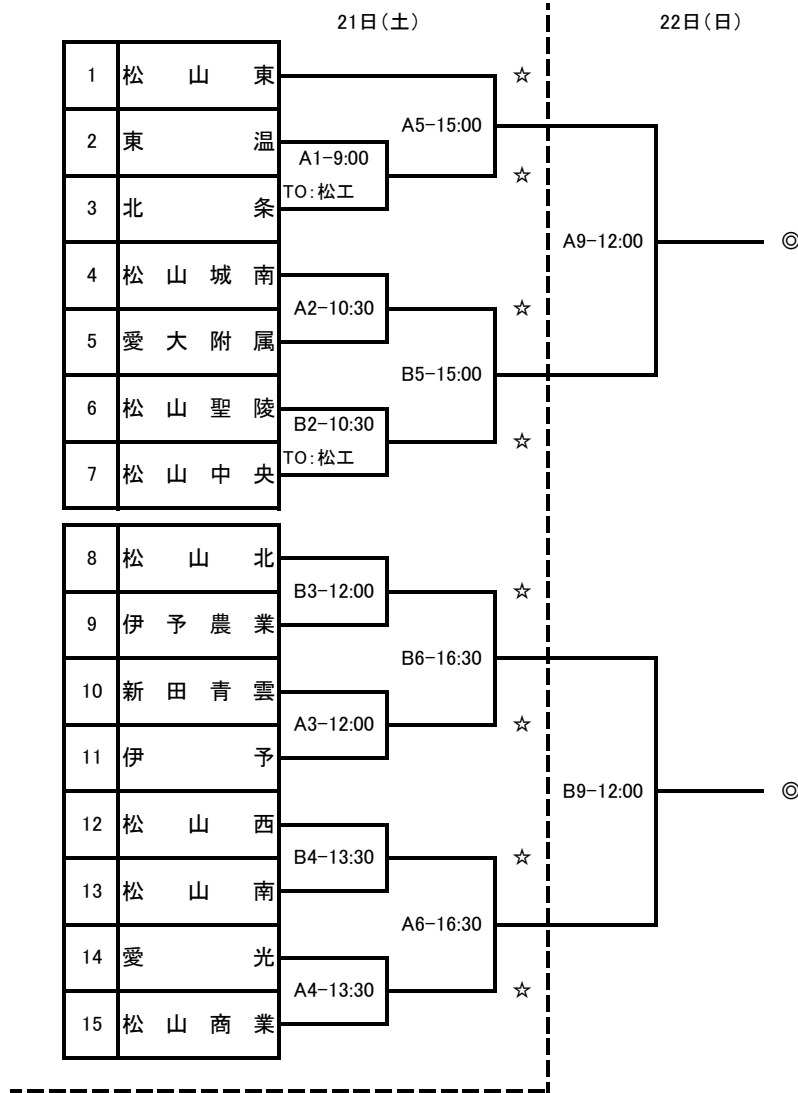 21日(土) 22日(日)
1 松山東 ☆
A5-15:00
2 東温
A1-9:00
☆
TO:松工
3 北条
A9-12:00 ◎
4 松山城南
A2-10:30 ☆
5 愛大附属
B5-15:00
6 松山聖陵
B2-10:30
☆
TO:松工
7 松山中央
8 松山北
B3-12:00 ☆
9 伊予農業
B6-16:30
10 新田青雲
A3-12:00 ☆
11 伊予
B9-12:00 ◎
12 松山西
B4-13:30 ☆
13 松山南
A6-16:30
14 愛光
A4-13:30 ☆
15 松山商業